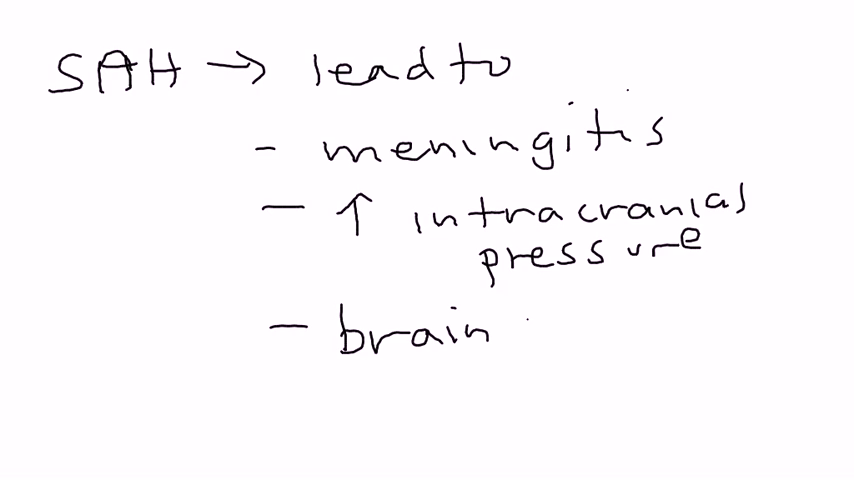 SAH → lead to
- meningitis
- ↑ intracranial
pressure
- brain